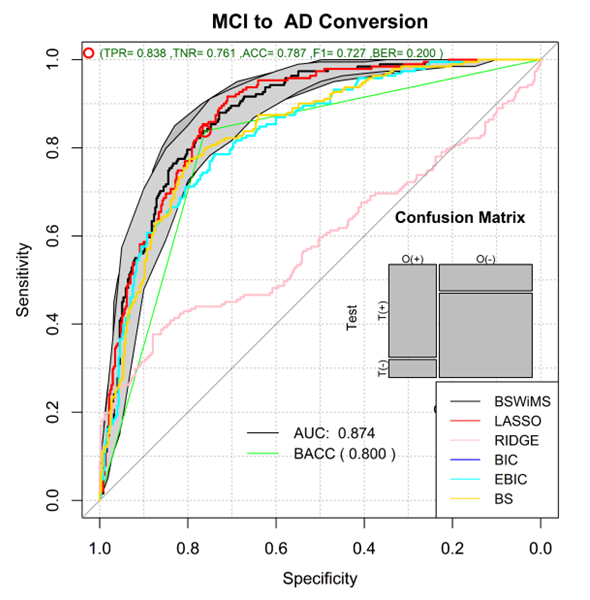 MCI to AD Conversion
(TPR= 0.838 ,TNR= 0.761 ,ACC= 0.787 ,F1= 0.727 ,BER= 0.200 )
1.0
0.8
0.6
0.4
0.2
0.0
Sensitivity
Confusion Matrix
O(+) O(-)
Test
T(+)
T(-)
AUC: 0.874
BACC ( 0.800 )
BSWiMS
LASSO
RIDGE
BIC
EBIC
BS
1.0 0.8 0.6 0.4 0.2 0.0
Specificity